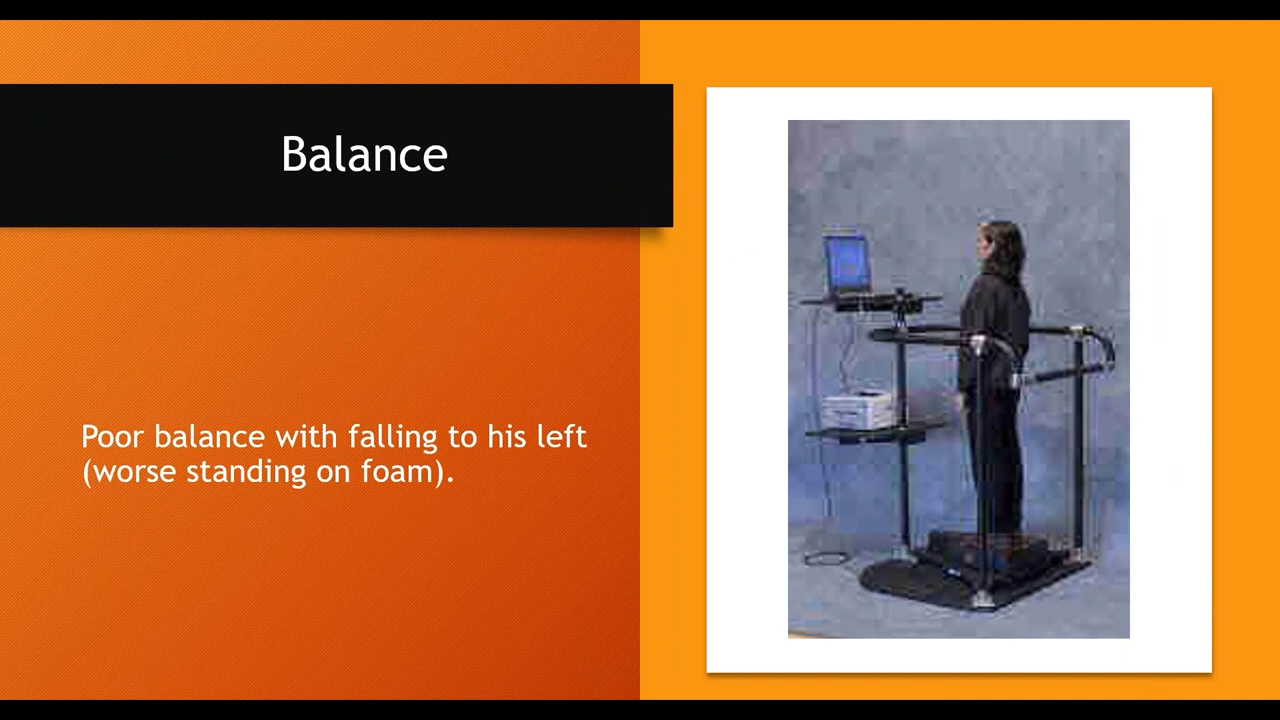 Balance
Poor balance with falling to his left
(worse standing on foam).